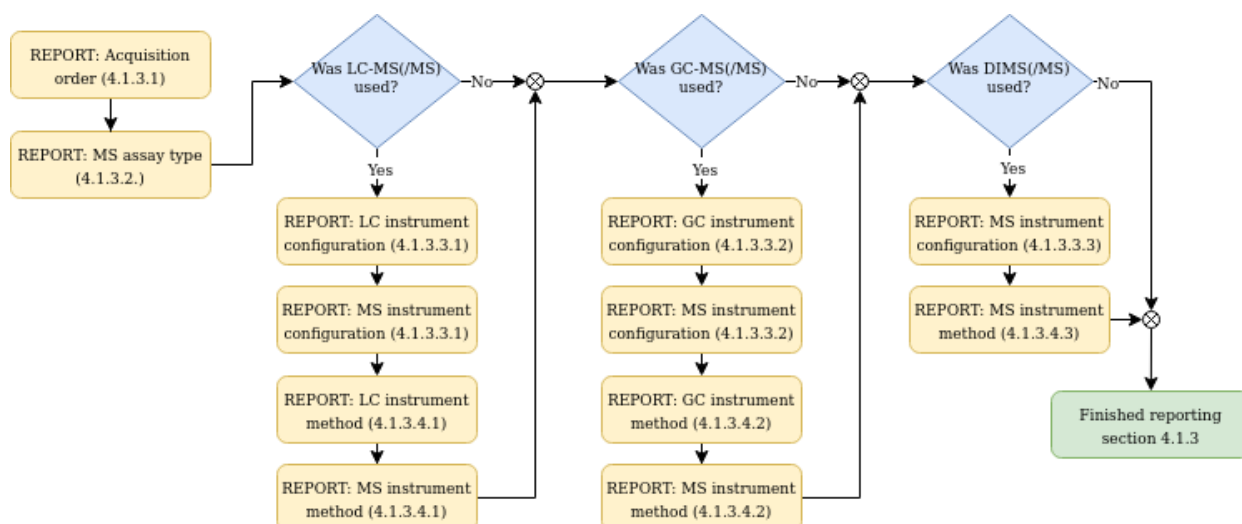 REPORT: Acquisition
order (4.1.3.1)
REPORT: MS assay type
(4.1.3.2.)
Was LC-MS(/MS)
used?
No
Yes
REPORT: LC instrument
configuration (4.1.3.3.1)
REPORT: MS instrument
configuration (4.1.3.3.1)
REPORT: LC instrument
method (4.1.3.4.1)
REPORT: MS instrument
method (4.1.3.4.1)
Was GC-MS(/MS)
used?
No
Yes
REPORT: GC instrument
configuration (4.1.3.3.2)
REPORT: MS instrument
configuration (4.1.3.3.2)
REPORT: GC instrument
method (4.1.3.4.2)
REPORT: MS instrument
method (4.1.3.4.2)
Was DIMS(/MS)
used?
No
Yes
REPORT: MS instrument
configuration (4.1.3.3.3)
REPORT: MS instrument
method (4.1.3.4.3)
Finished reporting
section 4.1.3